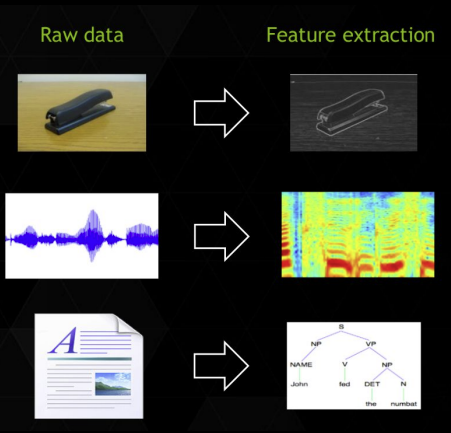 Raw data
Feature extraction
A
S
NP VP
NAME V NP
John fed DET N
the numbat